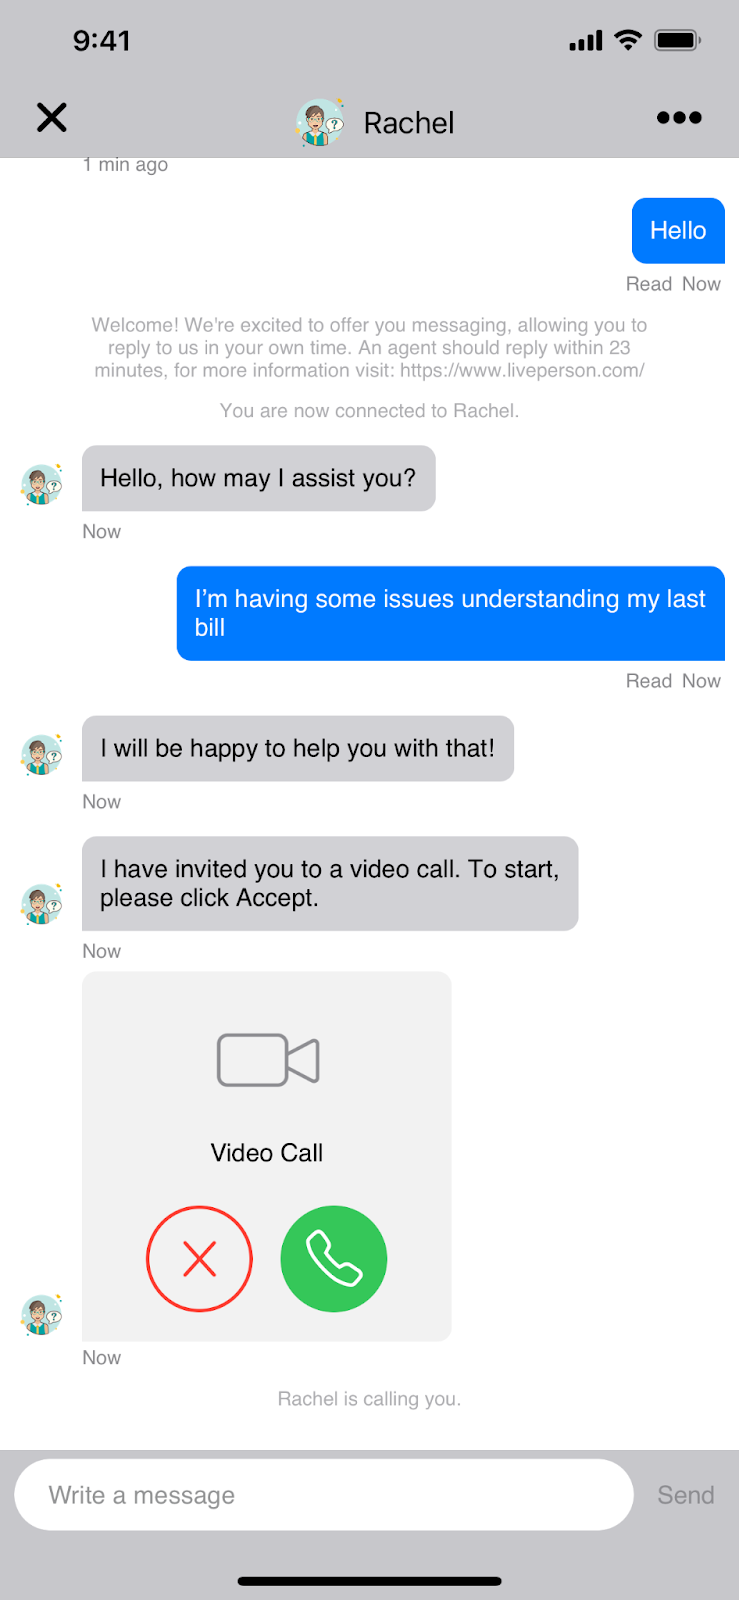 9:41
Rachel
1 min ago
Hello
Read Now
Welcome! We're excited to offer you messaging, allowing you to
reply to us in your own time. An agent should reply within 23
minutes, for more information visit: https://www.liveperson.com/
You are now connected to Rachel.
Hello, how may I assist you?
Now
I’m having some issues understanding my last
bill
Read Now
I will be happy to help you with that!
Now
I have invited you to a video call. To start,
please click Accept.
Now
Video Call
Now
Rachel is calling you.
Write a message
Send